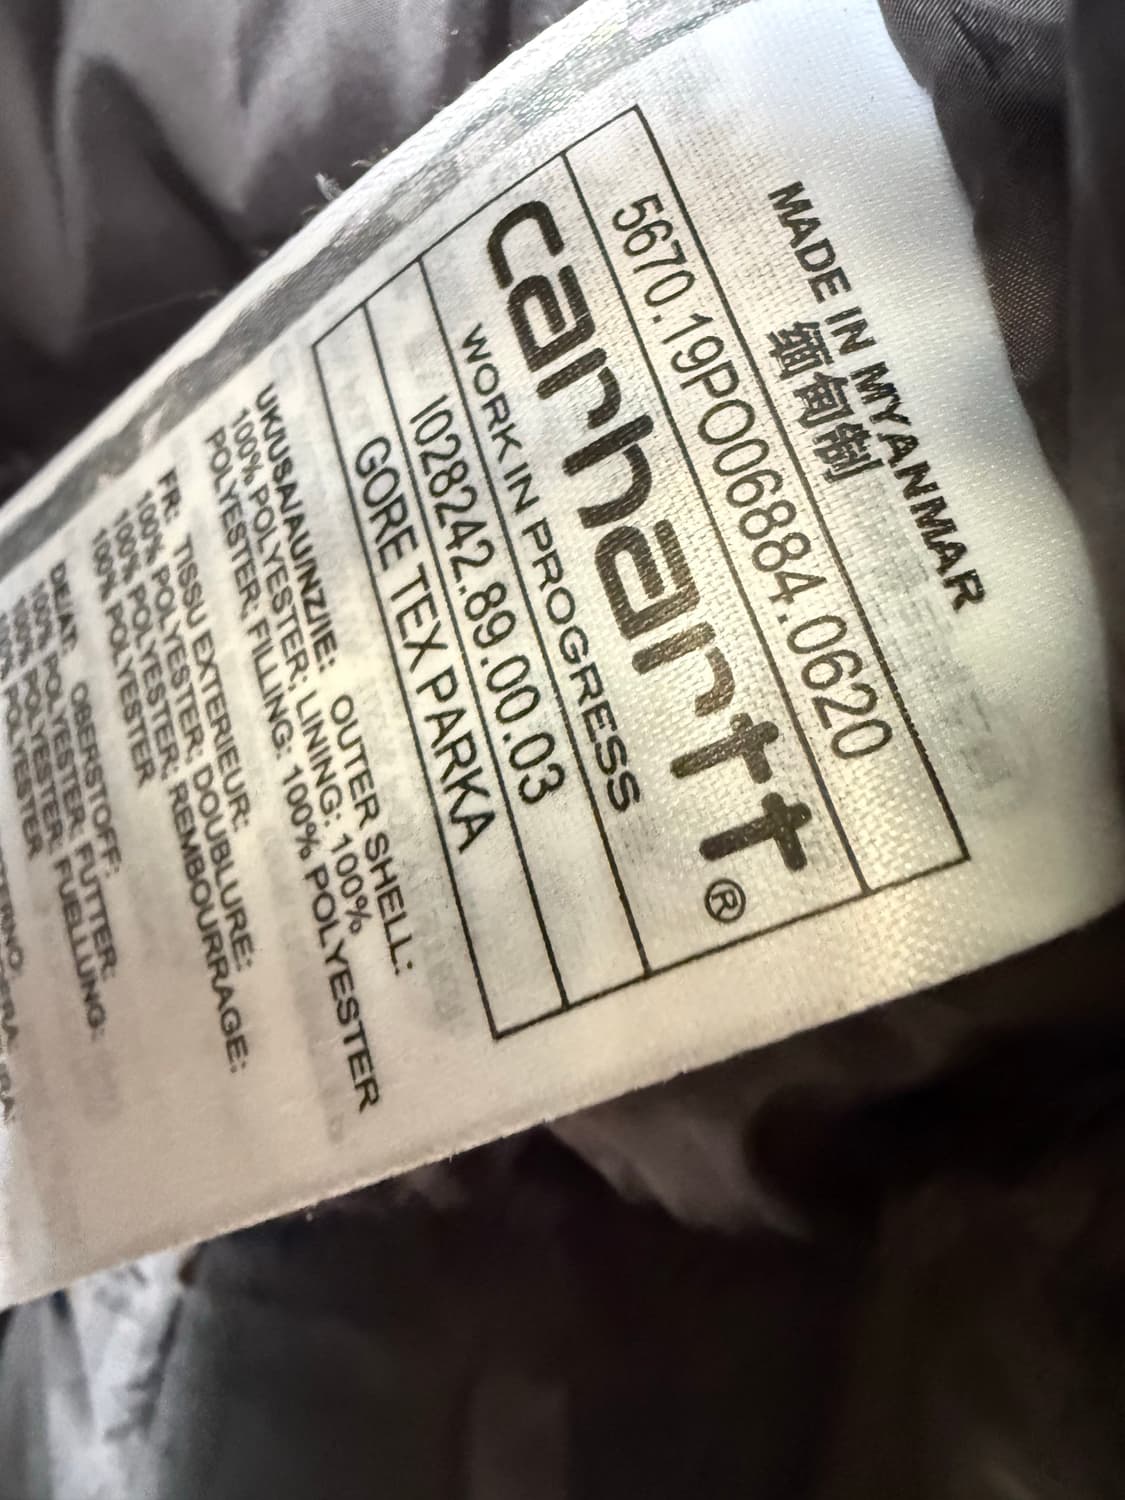 MADE IN MYANMAR
缅甸制
5670.19PO006884.0620
carhartt®
WORK IN PROGRESS
I028242.89.00.03
GORE TEX PARKA
UK/USA/AU/NZ/IE: OUTER SHELL:
100% POLYESTER; LINING: 100%
POLYESTER; FILLING: 100% POLYESTER
FR: TISSU EXTERIEUR:
100% POLYESTER; DOUBLURE:
100% POLYESTER; REMBOURRAGE:
100% POLYESTER
DE/AT: OBERSTOFF:
100% POLYESTER; FUTTER:
100% POLYESTER; FUELLUNG:
100% POLYESTER